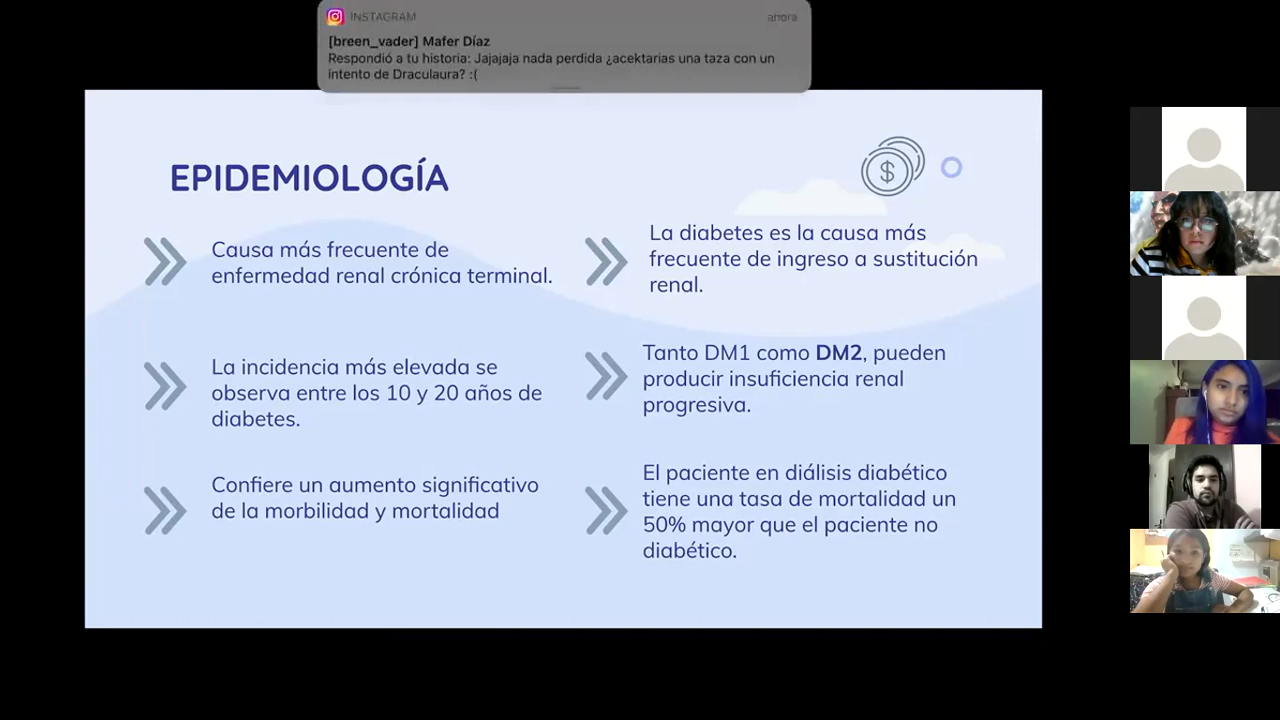 INSTAGRAM
ahora
[breen_vader] Mafer Díaz
Respondió a tu historia: Jajajaja nada perdida ¿acektarias una taza con un
intento de Draculaura? :(
EPIDEMIOLOGÍA
$
Causa más frecuente de
enfermedad renal crónica terminal.
La incidencia más elevada se
observa entre los 10 y 20 años de
diabetes.
Confiere un aumento significativo
de la morbilidad y mortalidad
La diabetes es la causa más
frecuente de ingreso a sustitución
renal.
Tanto DM1 como DM2, pueden
producir insuficiencia renal
progresiva.
El paciente en diálisis diabético
tiene una tasa de mortalidad un
50% mayor que el paciente no
diabético.